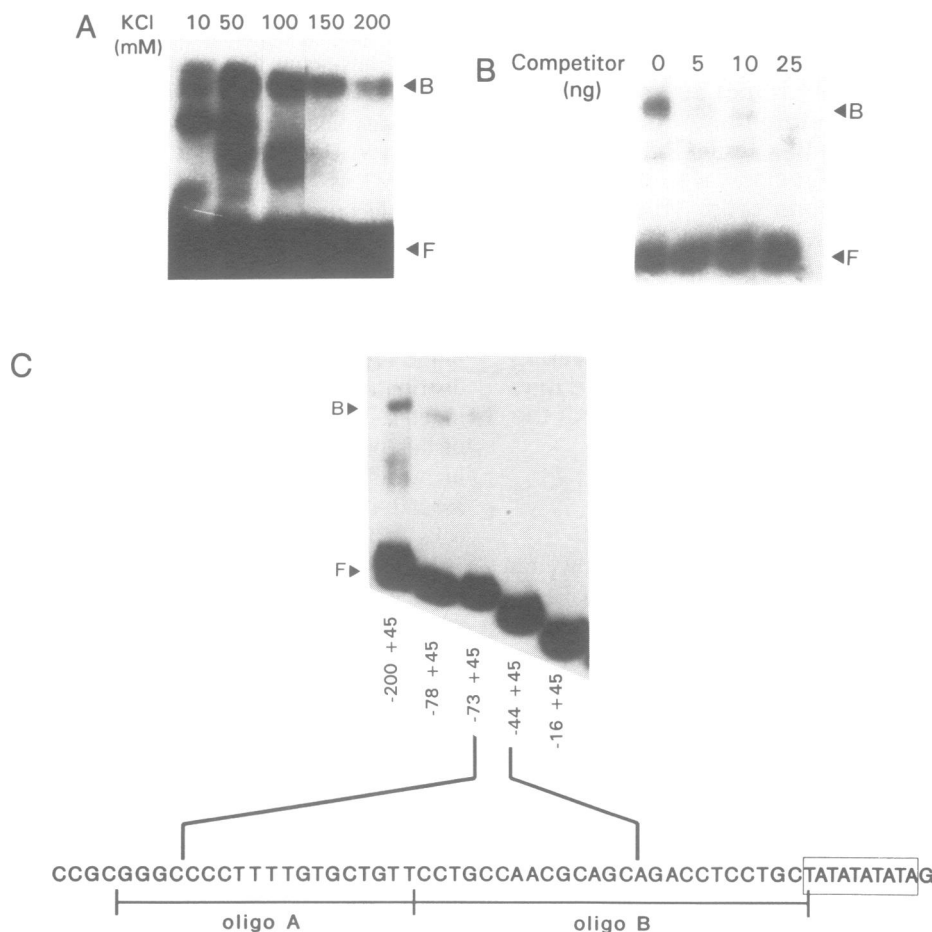 A
KCl 10 50 100 150 200
(mM)
◀B
◀F
B
Competitor 0 5 10 25
(ng)
◀B
◀F
C
B▶
F▶
-200 +45
-78 +45
-73 +45
-44 +45
-16 +45
CCGCGGGCCCCTTTTGTGCTGTTCCTGCCAACGCAGCAGACCTCCTGCTATATATATAG
oligo A oligo B